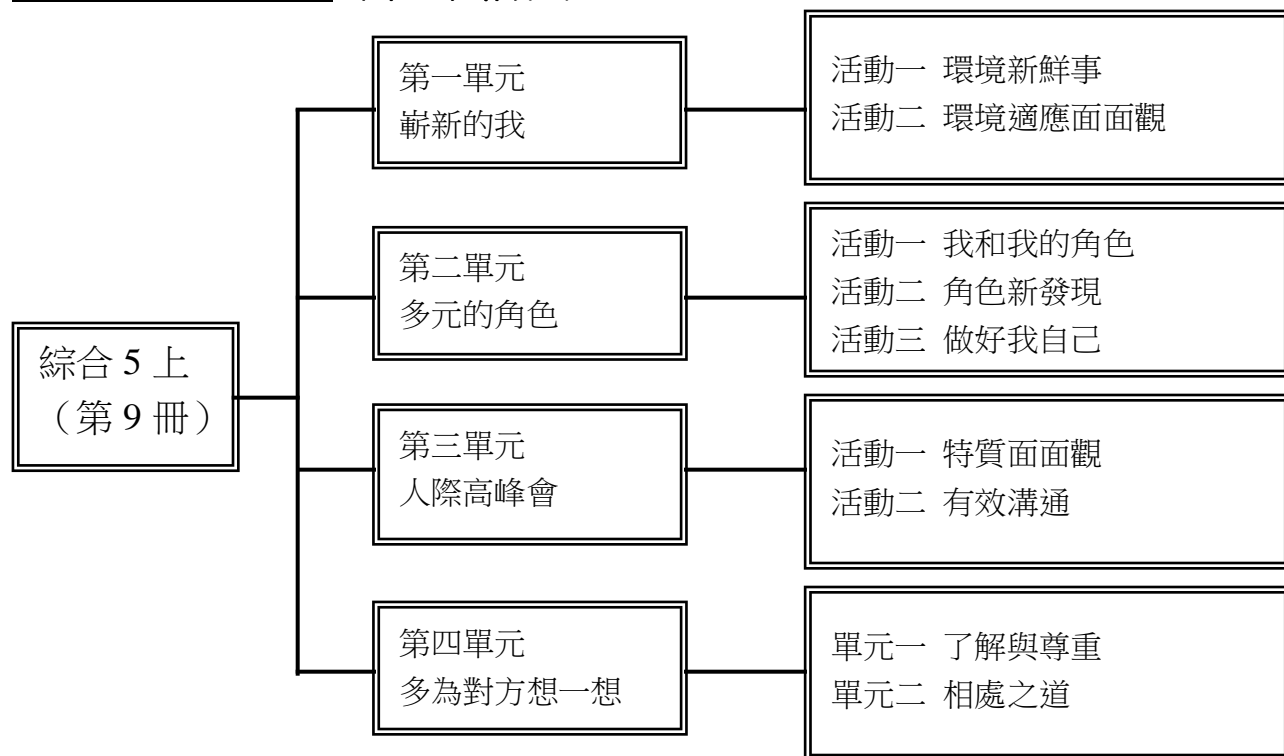 綜合 5 上
（第 9 冊）
第一單元
嶄新的我
活動一 環境新鮮事
活動二 環境適應面面觀
第二單元
多元的角色
活動一 我和我的角色
活動二 角色新發現
活動三 做好我自己
第三單元
人際高峰會
活動一 特質面面觀
活動二 有效溝通
第四單元
多為對方想一想
單元一 了解與尊重
單元二 相處之道